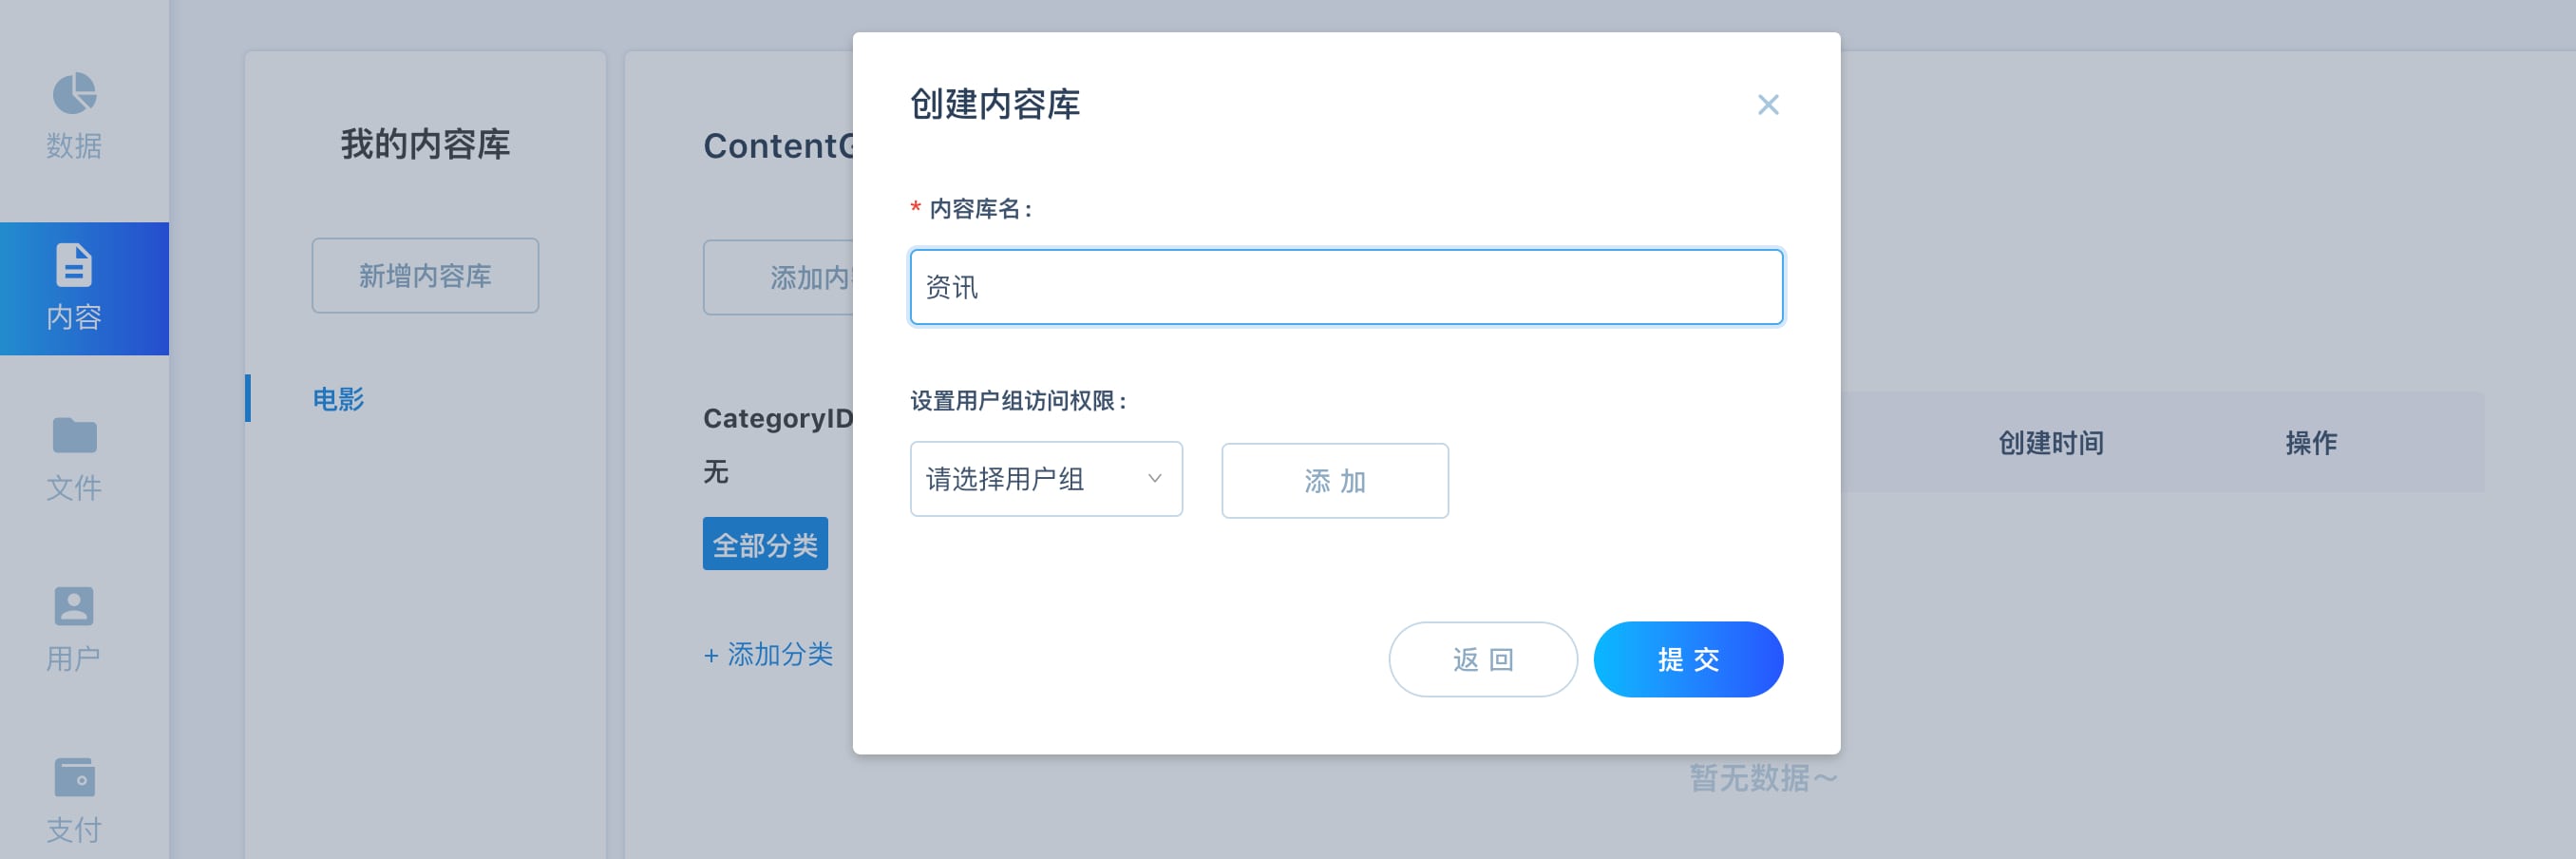 数据
内容
文件
用户
支付
我的内容库
新增内容库
电影
ContentG
添加内
CategoryID
无
全部分类
+ 添加分类
创建内容库
* 内容库名：
资讯
设置用户组访问权限：
请选择用户组
添 加
返 回
提 交
创建时间
操作
暂无数据～